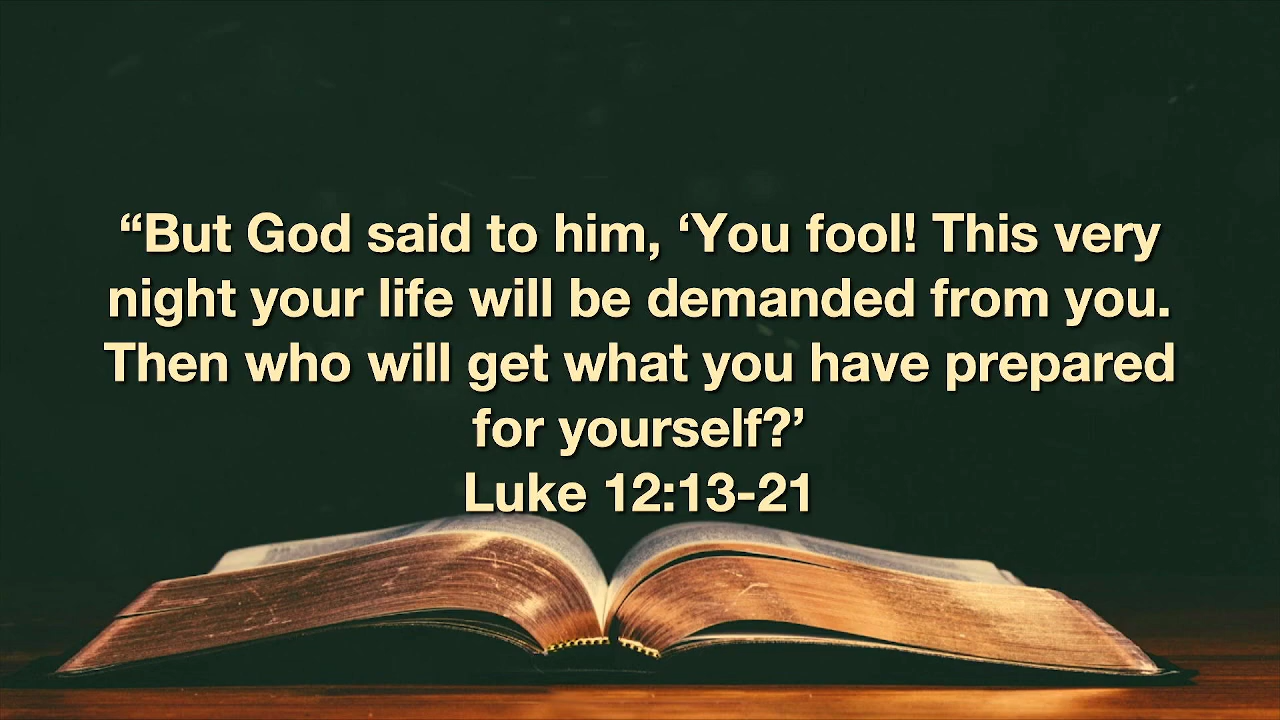 “But God said to him, ‘You fool! This very
night your life will be demanded from you.
Then who will get what you have prepared
for yourself?’
Luke 12:13-21